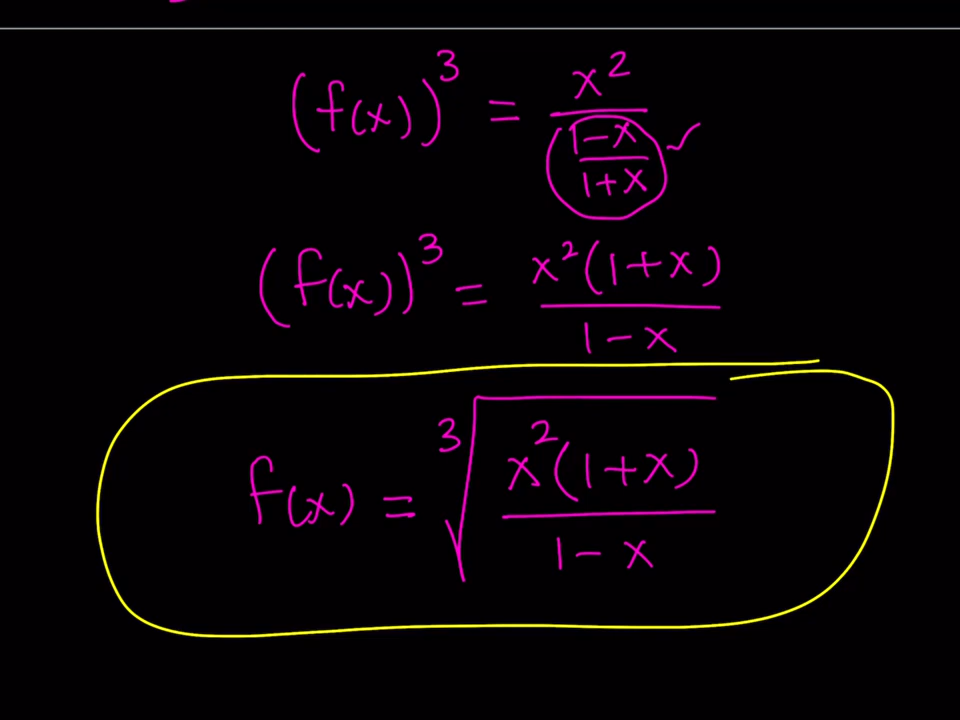 (f(x))³ = x² / ((1-x)/(1+x)) ✓
(f(x))³ = x²(1+x) / (1-x)
f(x) = ∛(x²(1+x) / (1-x))